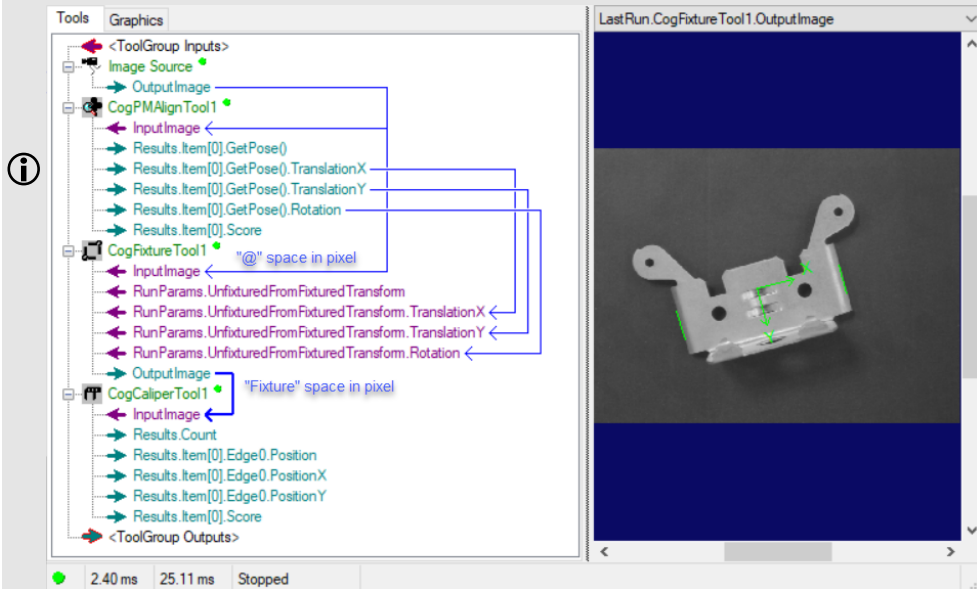 Tools Graphics
LastRun.CogFixtureTool1.OutputImage
<ToolGroup Inputs>
Image Source
OutputImage
CogPMAlignTool1
InputImage
Results.Item[0].GetPose()
Results.Item[0].GetPose().TranslationX
Results.Item[0].GetPose().TranslationY
Results.Item[0].GetPose().Rotation
Results.Item[0].Score
CogFixtureTool1
"@" space in pixel
InputImage
RunParams.UnfixturedFromFixturedTransform
RunParams.UnfixturedFromFixturedTransform.TranslationX
RunParams.UnfixturedFromFixturedTransform.TranslationY
RunParams.UnfixturedFromFixturedTransform.Rotation
OutputImage
"Fixture" space in pixel
CogCaliperTool1
InputImage
Results.Count
Results.Item[0].Edge0.Position
Results.Item[0].Edge0.PositionX
Results.Item[0].Edge0.PositionY
Results.Item[0].Score
<ToolGroup Outputs>
X
Y
2.40 ms 25.11 ms Stopped